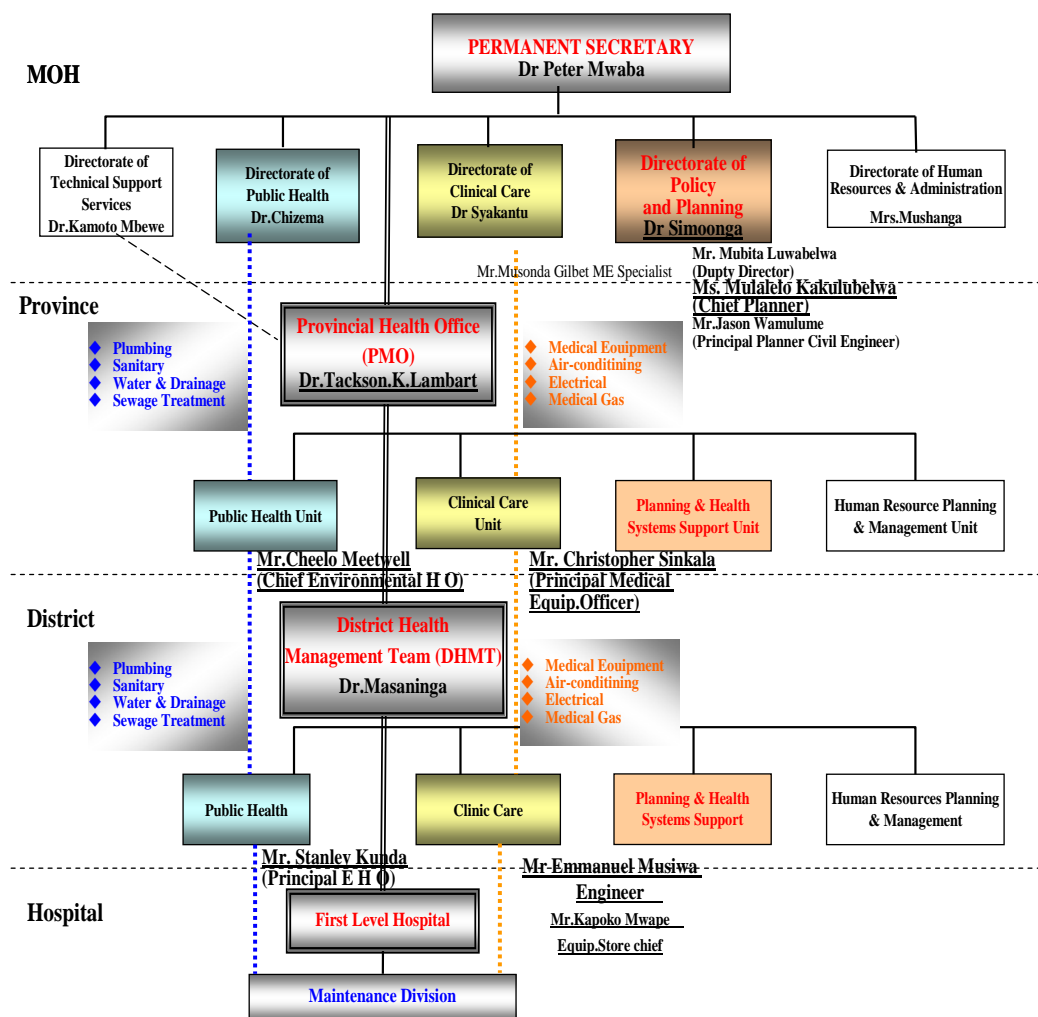 PERMANENT SECRETARY
Dr Peter Mwaba
MOH
Directorate of
Technical Support
Services
Dr.Kamoto Mbewe
Directorate of
Public Health
Dr.Chizema
Directorate of
Clinical Care
Dr Syakantu
Directorate of
Policy
and Planning
Dr Simoonga
Directorate of Human
Resources & Administration
Mrs.Mushanga
Mr.Musonda Gilbet ME Specialist
Mr. Mubita Luwabelwa
(Dupty Director)
Ms. Mulalelo Kakulubelwa
(Chief Planner)
Mr.Jason Wamulume
(Principal Planner Civil Engineer)
Province
Provincial Health Office
(PMO)
Dr.Tackson.K.Lambart
◆ Plumbing
◆ Sanitary
◆ Water & Drainage
◆ Sewage Treatment
◆ Medical Eouipment
◆ Air-conditining
◆ Electrical
◆ Medical Gas
Public Health Unit
Clinical Care
Unit
Planning & Health
Systems Support Unit
Human Resource Planning
& Management Unit
Mr.Cheelo Meetwell
(Chief Environmental H O)
Mr. Christopher Sinkala
(Principal Medical
Equip.Officer)
District
District Health
Management Team (DHMT)
Dr.Masaninga
◆ Plumbing
◆ Sanitary
◆ Water & Drainage
◆ Sewage Treatment
◆ Medical Eouipment
◆ Air-conditining
◆ Electrical
◆ Medical Gas
Public Health
Clinic Care
Planning & Health
Systems Support
Human Resources Planning
& Management
Mr. Stanley Kunda
(Principal E H O)
Mr Emmanuel Musiwa
Engineer
Mr.Kapoko Mwape
Equip.Store chief
Hospital
First Level Hospital
Maintenance Division